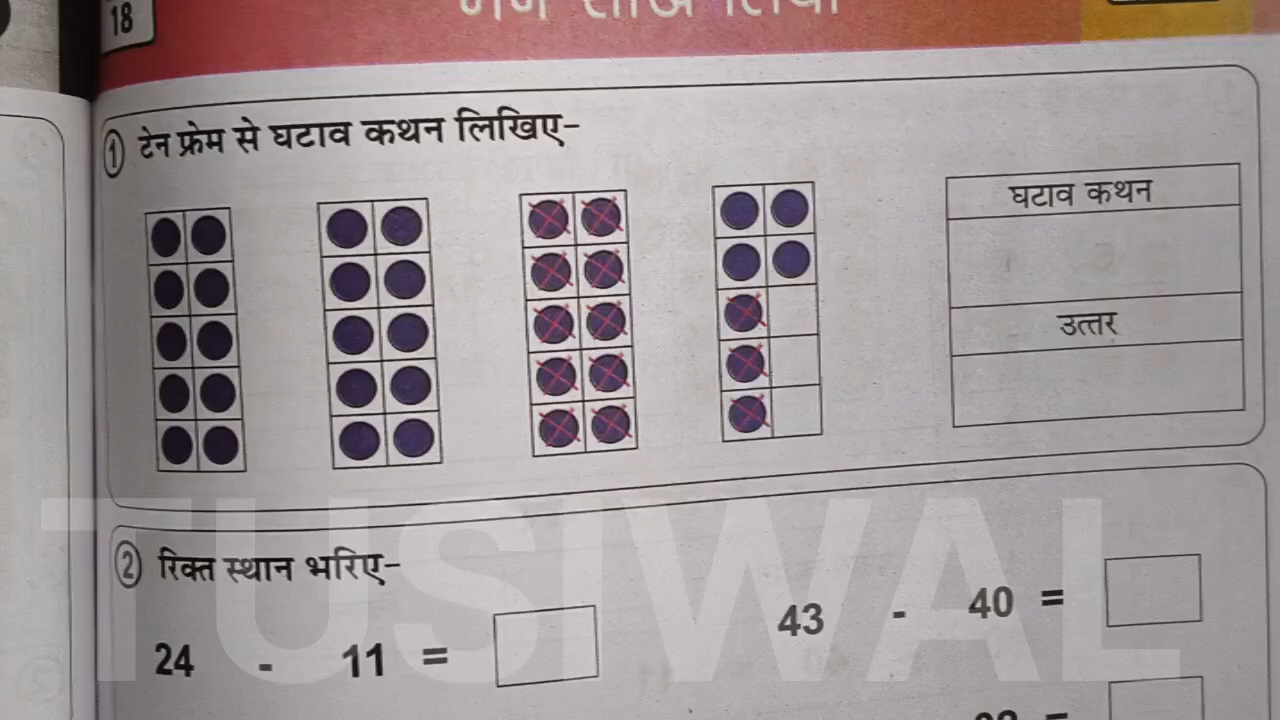 18
① टेन फ्रेम से घटाव कथन लिखिए-
घटाव कथन
उत्तर
② रिक्त स्थान भरिए-
24 - 11 =
43 - 40 =
TUSIWAL